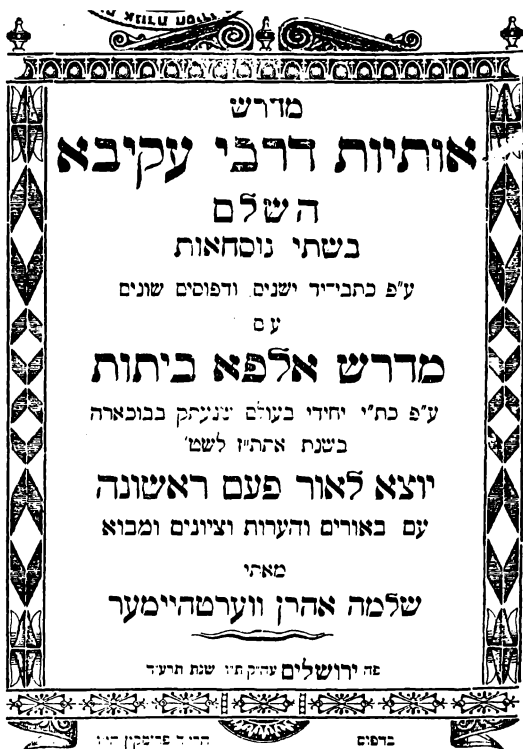 מדרש
אותיות דרבי עקיבא
השלם
בשתי נוסחאות
ע"פ כתבי־יד ישנים ודפוסים שונים
עם
מדרש אלפא ביתות
ע"פ כת"י יחידי בעולם שנעתק בבוכארה
בשנת אתת״ז לשט'
יוצא לאור פעם ראשונה
עם באורים והערות וציונים ומבוא
מאתי
שלמה אהרן ווערטהיימער
פה ירושלים עה"ק ת"ו שנת תרע"ד
בדפוס